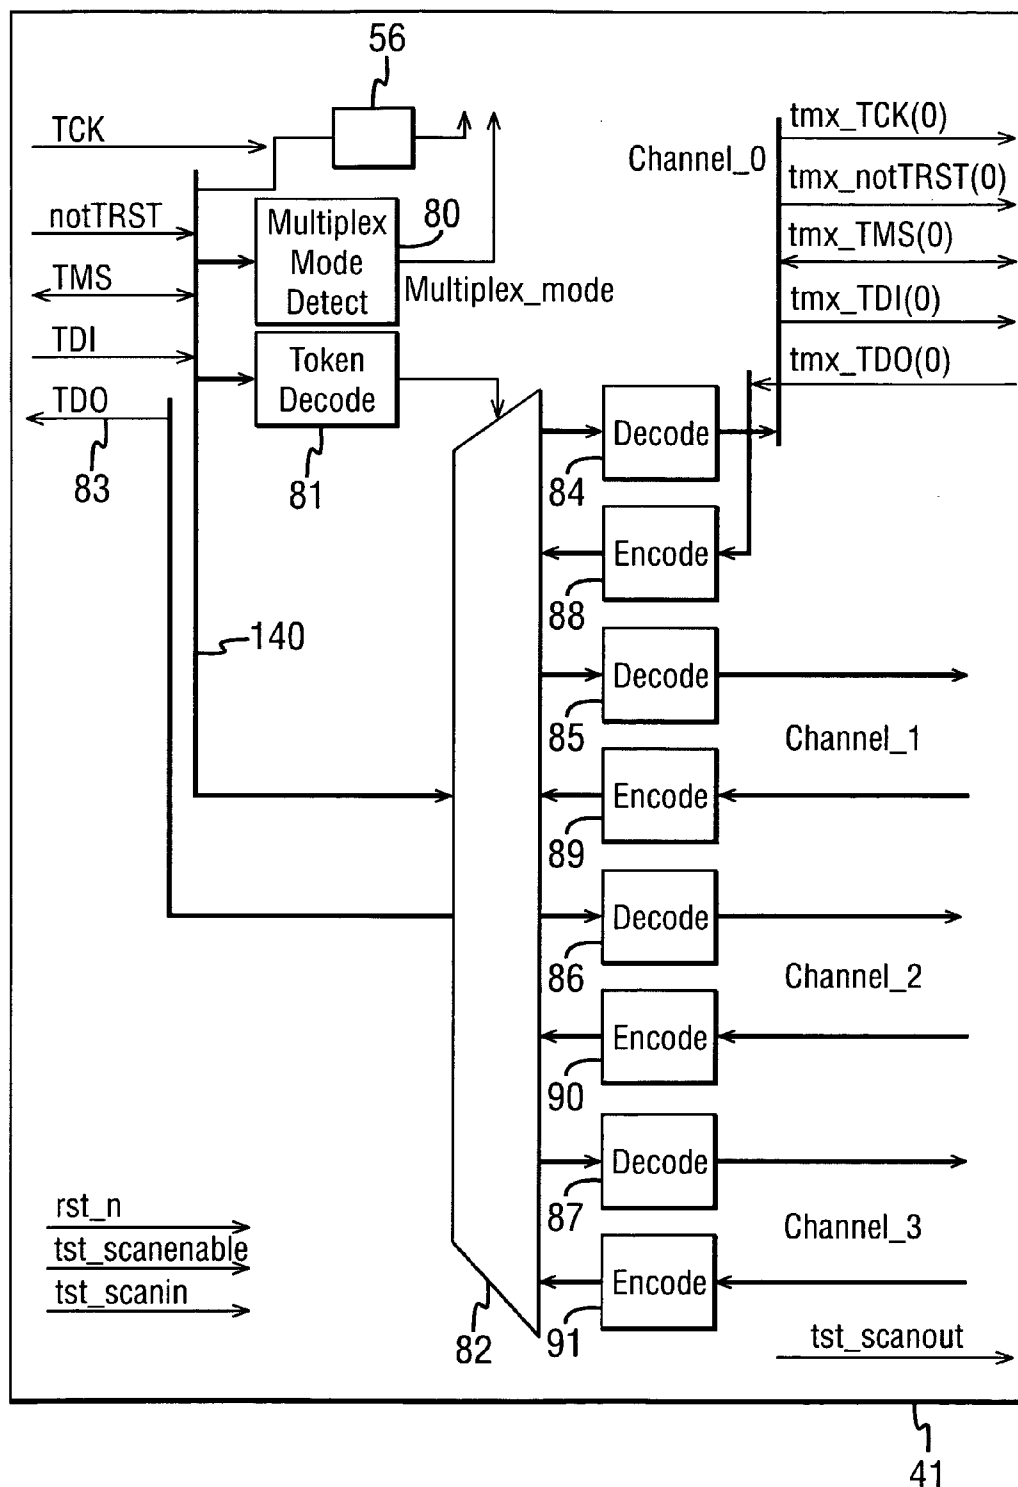 56
TCK
tmx_TCK(0)
Channel_0
tmx_notTRST(0)
notTRST
Multiplex
Mode
Detect
80
tmx_TMS(0)
TMS
Multiplex_mode
tmx_TDI(0)
TDI
Token
Decode
tmx_TDO(0)
TDO
83
81
Decode
84
Encode
88
140
Decode
85
Channel_1
Encode
89
Decode
86
Channel_2
Encode
90
Decode
87
Channel_3
rst_n
tst_scanenable
tst_scanin
Encode
91
82
tst_scanout
41